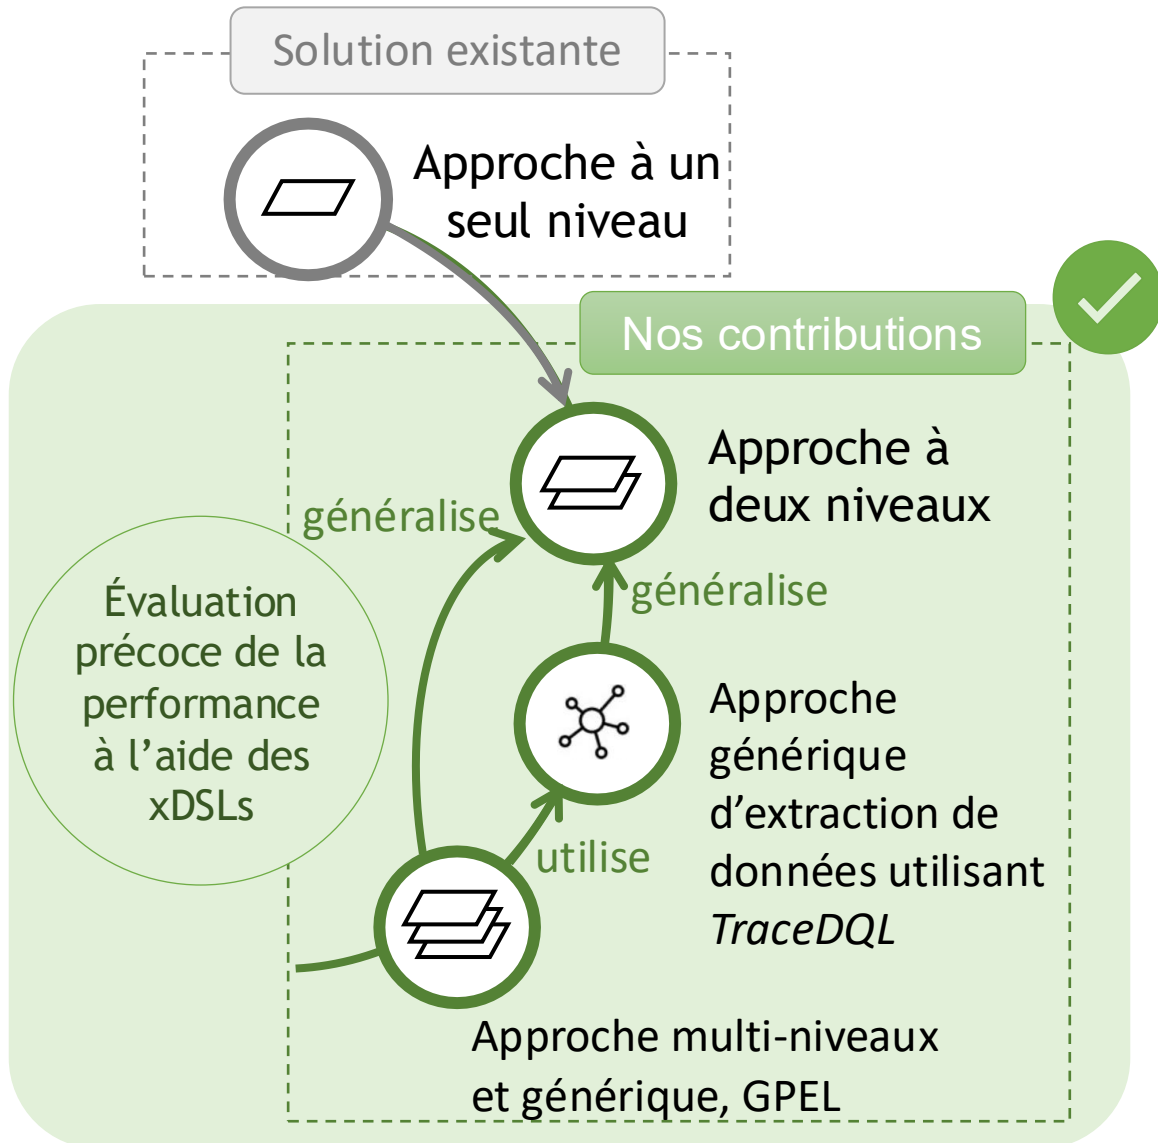 Solution existante
Approche à un
seul niveau
Nos contributions
Approche à
deux niveaux
généralise
généralise
Évaluation
précoce de la
performance
à l’aide des
xDSLs
Approche
générique
d’extraction de
données utilisant
TraceDQL
utilise
Approche multi-niveaux
et générique, GPEL